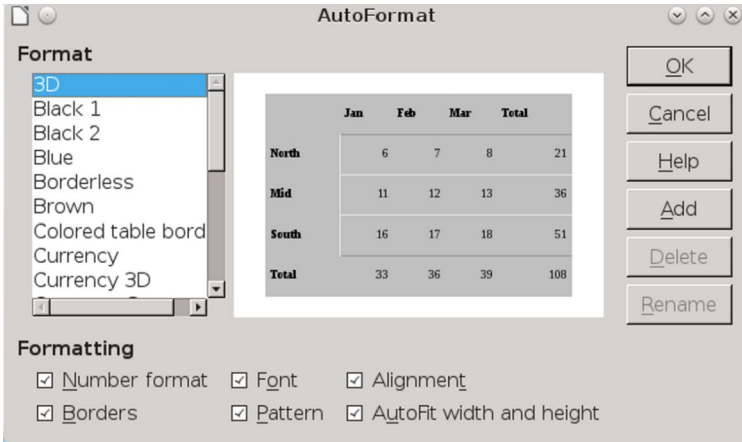 AutoFormat
Format
3D
Black 1
Black 2
Blue
Borderless
Brown
Colored table bord
Currency
Currency 3D
Jan Feb Mar Total
North 6 7 8 21
Mid 11 12 13 36
South 16 17 18 51
Total 33 36 39 108
OK
Cancel
Help
Add
Delete
Rename
Formatting
Number format Font Alignment
Borders Pattern AutoFit width and height